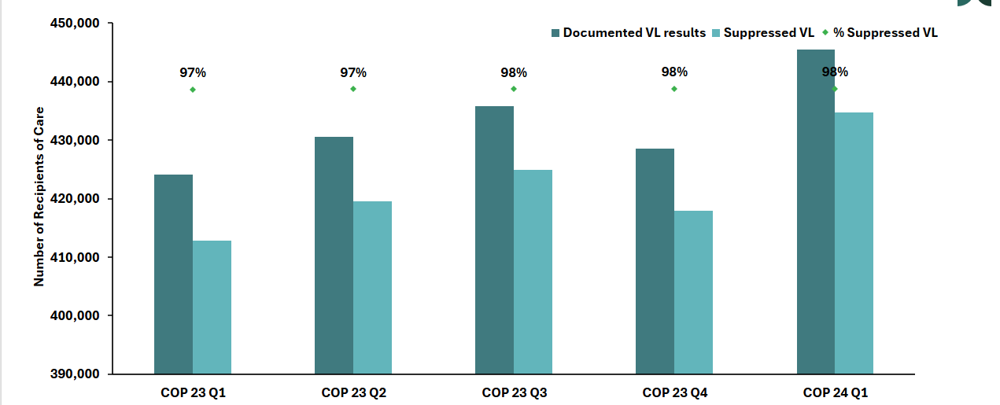 450,000
440,000
430,000
420,000
410,000
400,000
390,000
Number of Recipients of Care
Documented VL results Suppressed VL % Suppressed VL
97% 97% 98% 98% 98%
COP 23 Q1 COP 23 Q2 COP 23 Q3 COP 23 Q4 COP 24 Q1